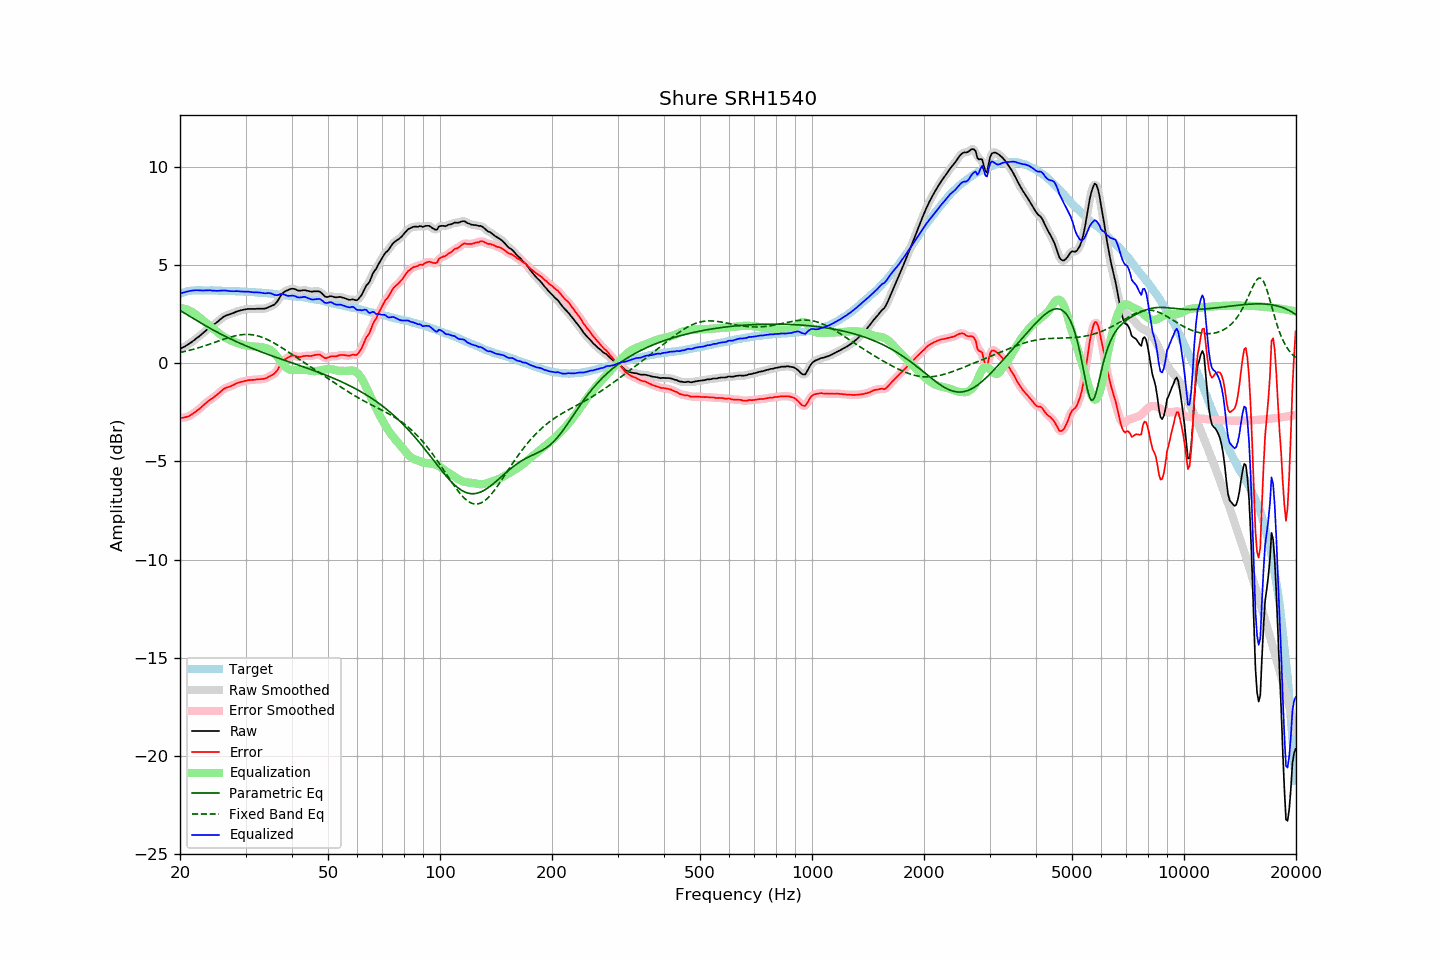 Shure SRH1540
Amplitude (dBr)
10
5
0
−5
−10
−15
−20
−25
Target
Raw Smoothed
Error Smoothed
Raw
Error
Equalization
Parametric Eq
Fixed Band Eq
Equalized
20 50 100 200 500 1000 2000 5000 10000 20000
Frequency (Hz)